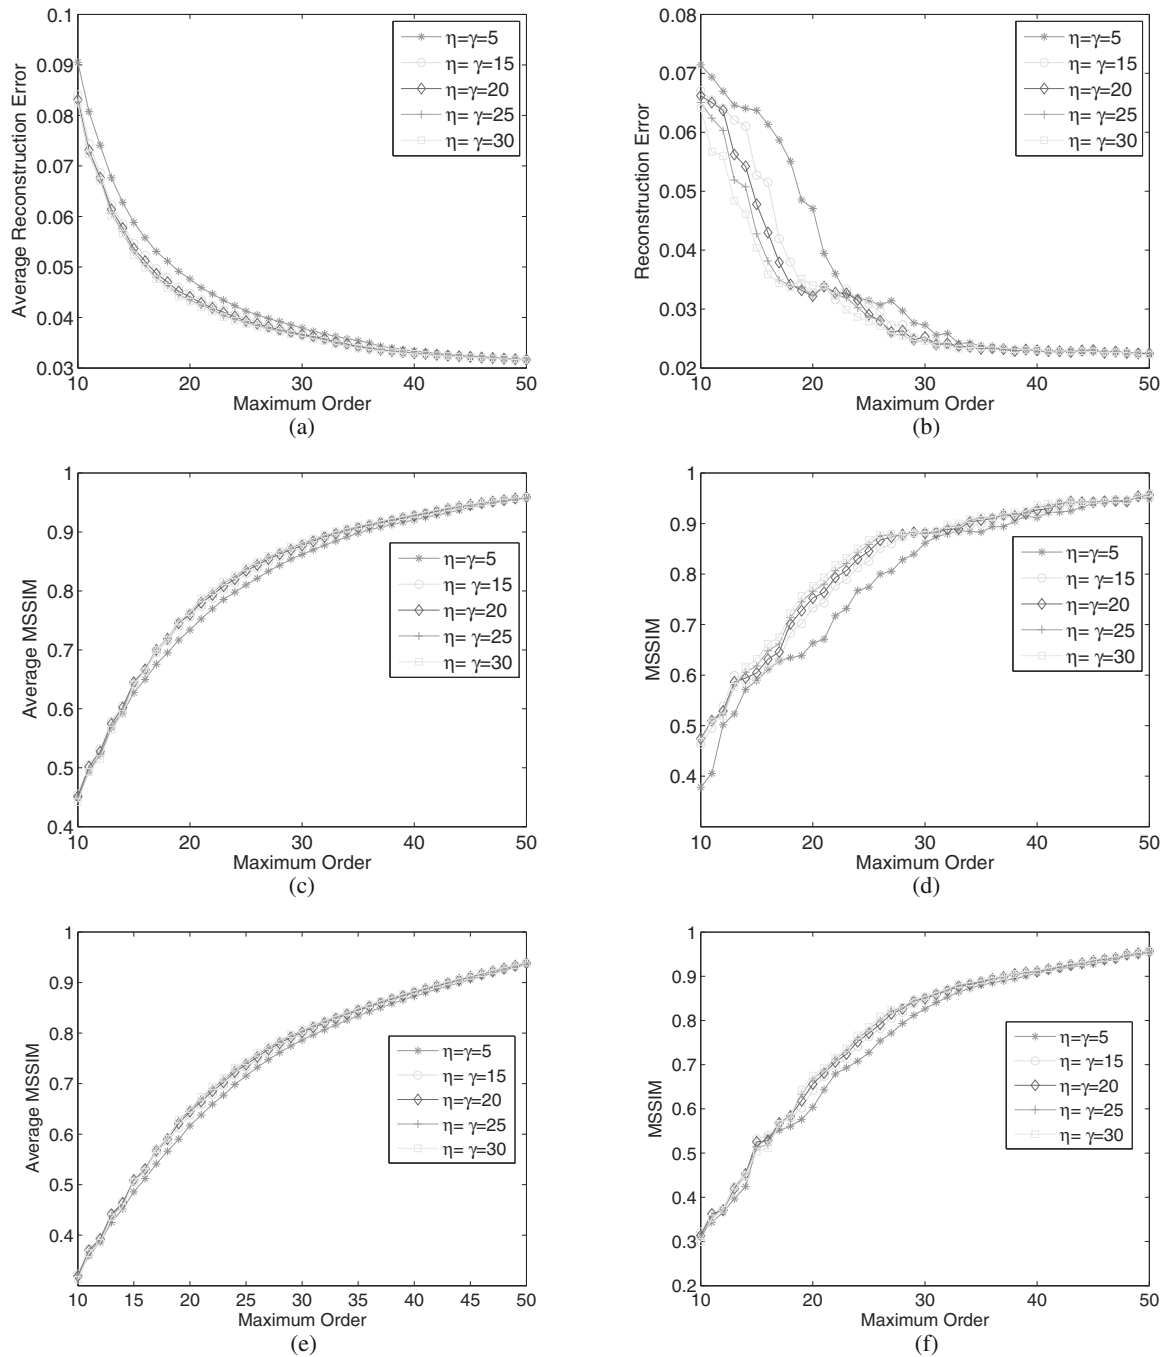 0.1
0.09
0.08
0.07
0.06
0.05
0.04
0.03
10 20 30 40 50
Average Reconstruction Error
Maximum Order
η=γ=5
η= γ=15
η=γ=20
η= γ=25
η= γ=30
(a)
0.08
0.07
0.06
0.05
0.04
0.03
0.02
10 20 30 40 50
Reconstruction Error
Maximum Order
η=γ=5
η= γ=15
η=γ=20
η= γ=25
η= γ=30
(b)
1
0.9
0.8
0.7
0.6
0.5
0.4
10 20 30 40 50
Average MSSIM
Maximum Order
η=γ=5
η= γ=15
η=γ=20
η= γ=25
η= γ=30
(c)
1
0.9
0.8
0.7
0.6
0.5
0.4
10 20 30 40 50
MSSIM
Maximum Order
η=γ=5
η= γ=15
η=γ=20
η= γ=25
η= γ=30
(d)
1
0.9
0.8
0.7
0.6
0.5
0.4
10 15 20 25 30 35 40 45 50
Average MSSIM
Maximum Order
η=γ=5
η= γ=15
η=γ=20
η= γ=25
η= γ=30
(e)
1
0.9
0.8
0.7
0.6
0.5
0.4
0.3
0.2
10 20 30 40 50
MSSIM
Maximum Order
η=γ=5
η= γ=15
η=γ=20
η= γ=25
η= γ=30
(f)